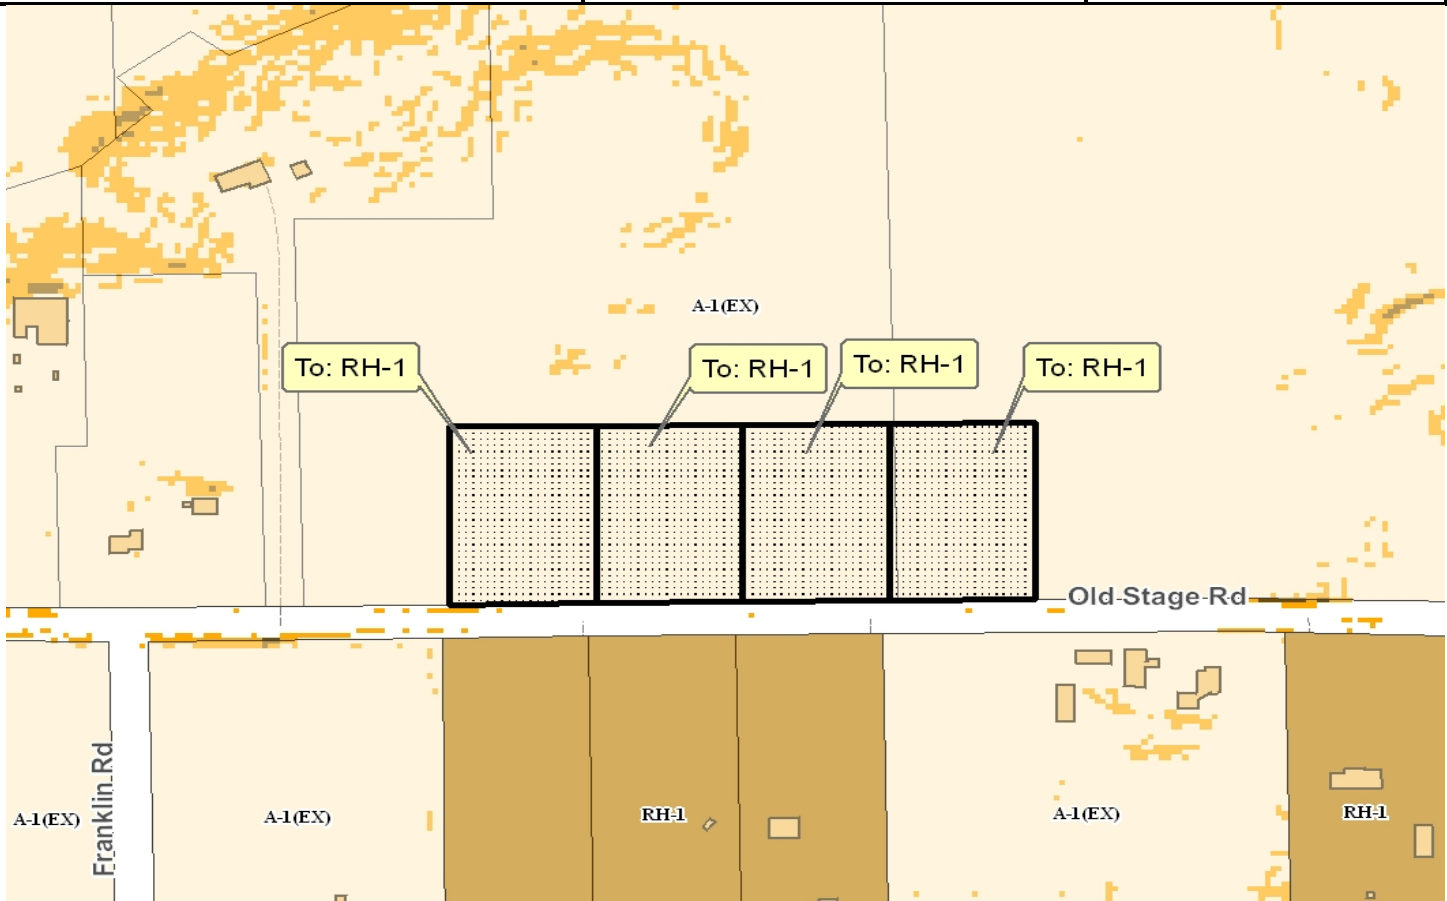 A-1(EX)
To: RH-1
To: RH-1
To: RH-1
To: RH-1
Old Stage Rd
Franklin Rd
A-1(EX)
A-1(EX)
RH-1
A-1(EX)
RH-1